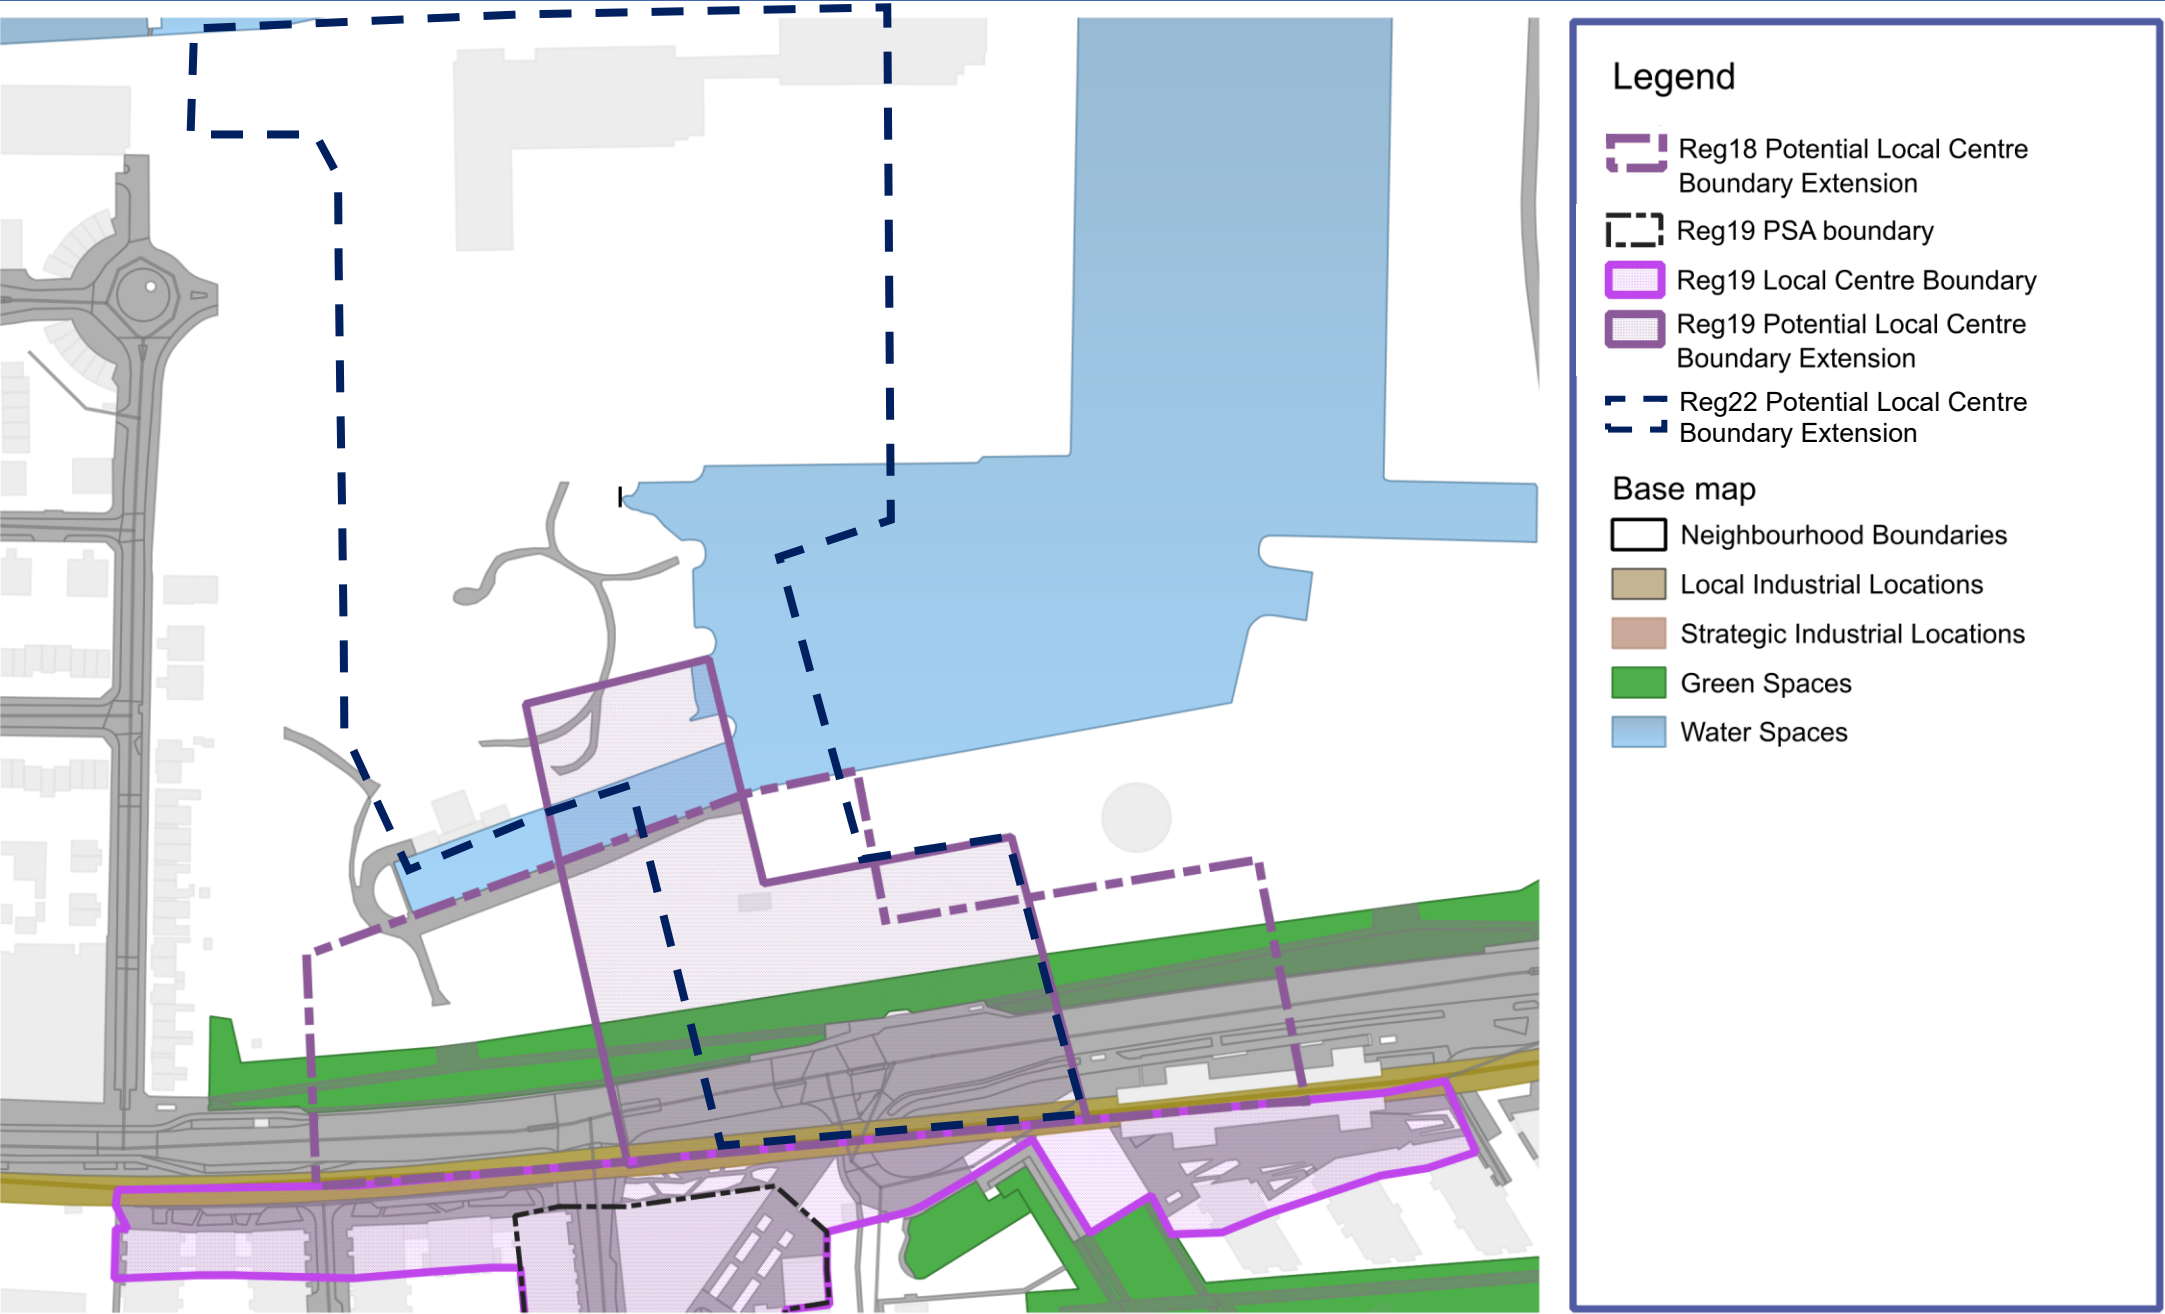 Legend
Reg18 Potential Local Centre
Boundary Extension
Reg19 PSA boundary
Reg19 Local Centre Boundary
Reg19 Potential Local Centre
Boundary Extension
Reg22 Potential Local Centre
Boundary Extension
Base map
Neighbourhood Boundaries
Local Industrial Locations
Strategic Industrial Locations
Green Spaces
Water Spaces